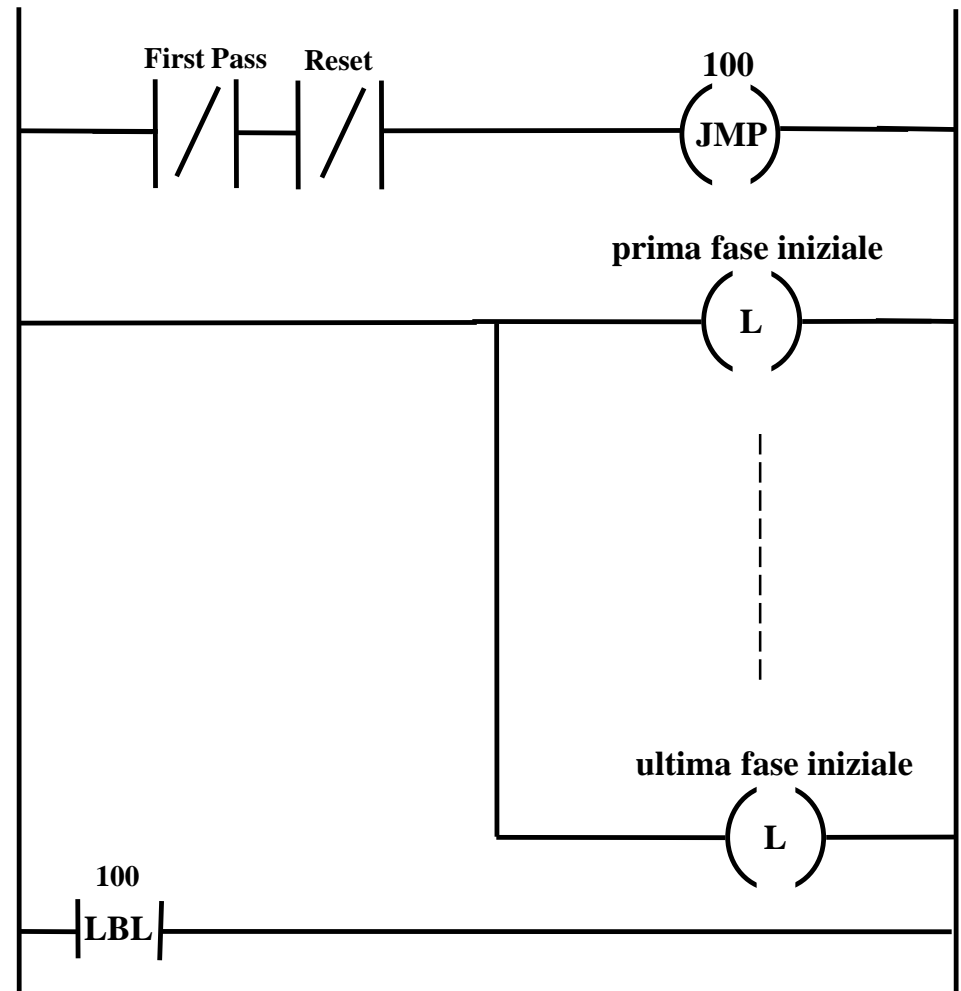 First Pass Reset
100
JMP
prima fase iniziale
L
ultima fase iniziale
L
100
LBL